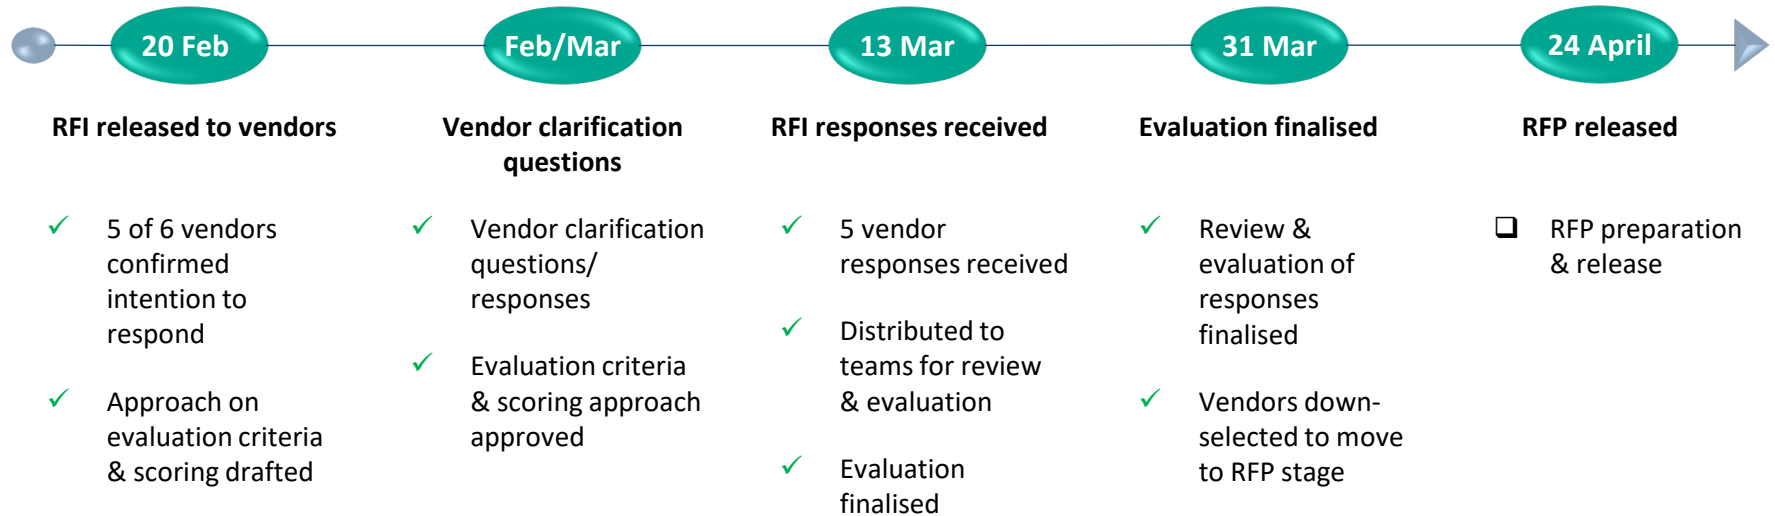 20 Feb
Feb/Mar
13 Mar
31 Mar
24 April
RFI released to vendors
5 of 6 vendors
confirmed
intention to
respond
Approach on
evaluation criteria
& scoring drafted
Vendor clarification
questions
Vendor clarification
questions/
responses
Evaluation criteria
& scoring approach
approved
RFI responses received
5 vendor
responses received
Distributed to
teams for review
& evaluation
Evaluation
finalised
Evaluation finalised
Review &
evaluation of
responses
finalised
Vendors down-
selected to move
to RFP stage
RFP released
RFP preparation
& release